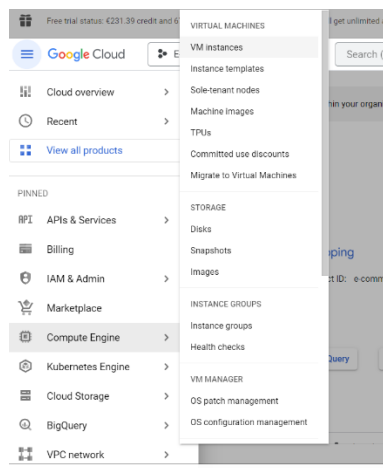 Free trial status: €231.39 credit and 6
l get unlimited
Google Cloud
E
Search (
Cloud overview
Recent
View all products
PINNED
API APIs & Services
Billing
IAM & Admin
Marketplace
Compute Engine
Kubernetes Engine
Cloud Storage
BigQuery
VPC network
VIRTUAL MACHINES
VM instances
Instance templates
Sole-tenant nodes
Machine images
TPUs
Committed use discounts
Migrate to Virtual Machines
STORAGE
Disks
Snapshots
Images
INSTANCE GROUPS
Instance groups
Health checks
VM MANAGER
OS patch management
OS configuration management
hin your organ
ping
ct ID: e-comm
Query